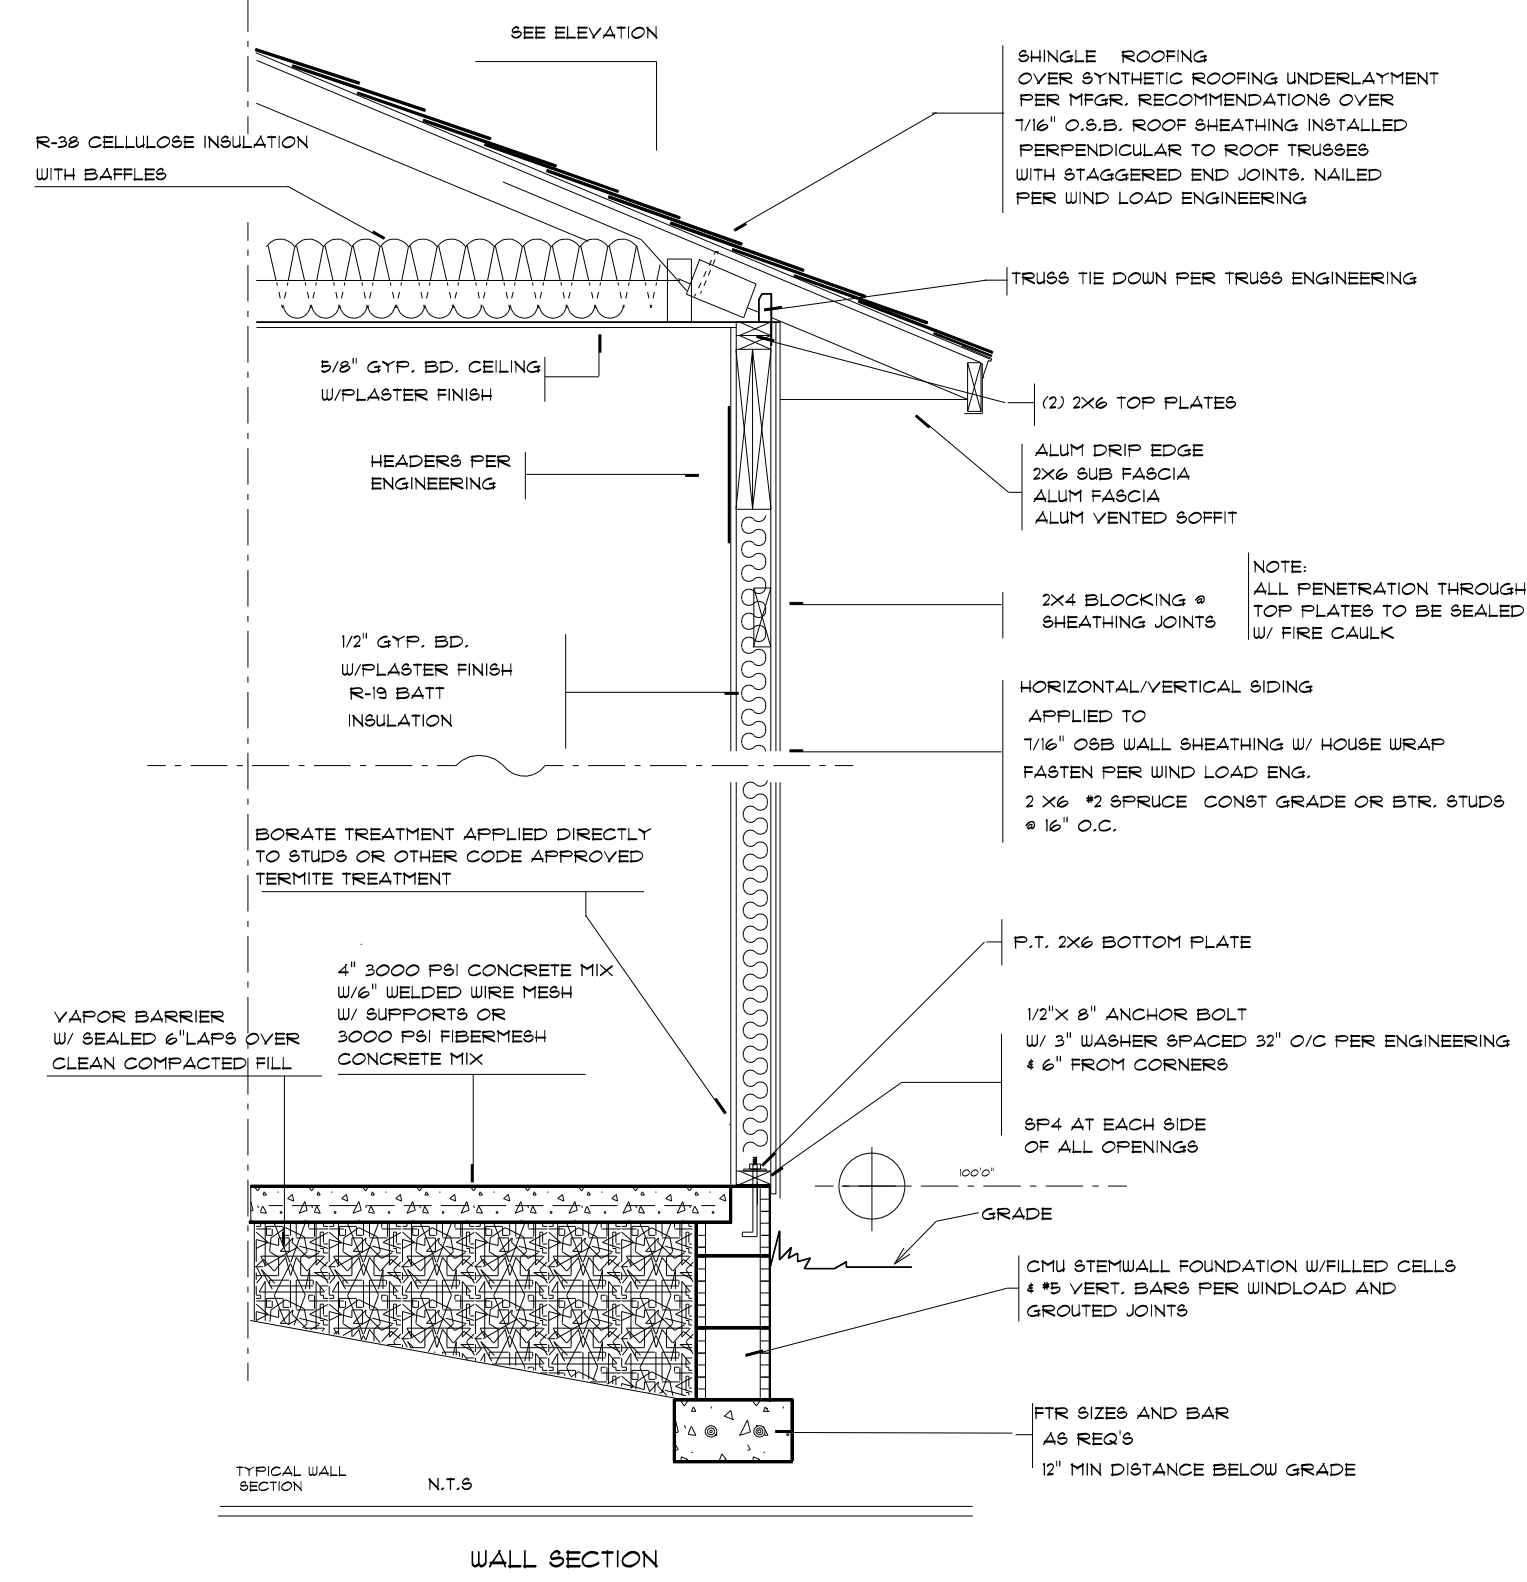 SEE ELEVATION
SHINGLE ROOFING
OVER SYNTHETIC ROOFING UNDERLAYMENT
PER MFGR. RECOMMENDATIONS OVER
7/16" O.S.B. ROOF SHEATHING INSTALLED
PERPENDICULAR TO ROOF TRUSSES
WITH STAGGERED END JOINTS. NAILED
PER WIND LOAD ENGINEERING
R-38 CELLULOSE INSULATION
WITH BAFFLES
TRUSS TIE DOWN PER TRUSS ENGINEERING
5/8" GYP. BD. CEILING
W/PLASTER FINISH
(2) 2X6 TOP PLATES
HEADERS PER
ENGINEERING
ALUM DRIP EDGE
2X6 SUB FASCIA
ALUM FASCIA
ALUM VENTED SOFFIT
2X4 BLOCKING @
SHEATHING JOINTS
NOTE:
ALL PENETRATION THROUGH
TOP PLATES TO BE SEALED
W/ FIRE CAULK
1/2" GYP. BD.
W/PLASTER FINISH
R-19 BATT
INSULATION
HORIZONTAL/VERTICAL SIDING
APPLIED TO
7/16" OSB WALL SHEATHING W/ HOUSE WRAP
FASTEN PER WIND LOAD ENG.
2 X6 #2 SPRUCE CONST GRADE OR BTR. STUDS
@ 16" O.C.
BORATE TREATMENT APPLIED DIRECTLY
TO STUDS OR OTHER CODE APPROVED
TERMITE TREATMENT
P.T. 2X6 BOTTOM PLATE
4" 3000 PSI CONCRETE MIX
W/6" WELDED WIRE MESH
W/ SUPPORTS OR
3000 PSI FIBERMESH
CONCRETE MIX
VAPOR BARRIER
W/ SEALED 6"LAPS OVER
CLEAN COMPACTED FILL
1/2"X 8" ANCHOR BOLT
W/ 3" WASHER SPACED 32" O/C PER ENGINEERING
& 6" FROM CORNERS
SP4 AT EACH SIDE
OF ALL OPENINGS
100'0"
GRADE
CMU STEMWALL FOUNDATION W/FILLED CELLS
& #5 VERT. BARS PER WINDLOAD AND
GROUTED JOINTS
FTR SIZES AND BAR
AS REQ'S
12" MIN DISTANCE BELOW GRADE
TYPICAL WALL
SECTION
N.T.S
WALL SECTION